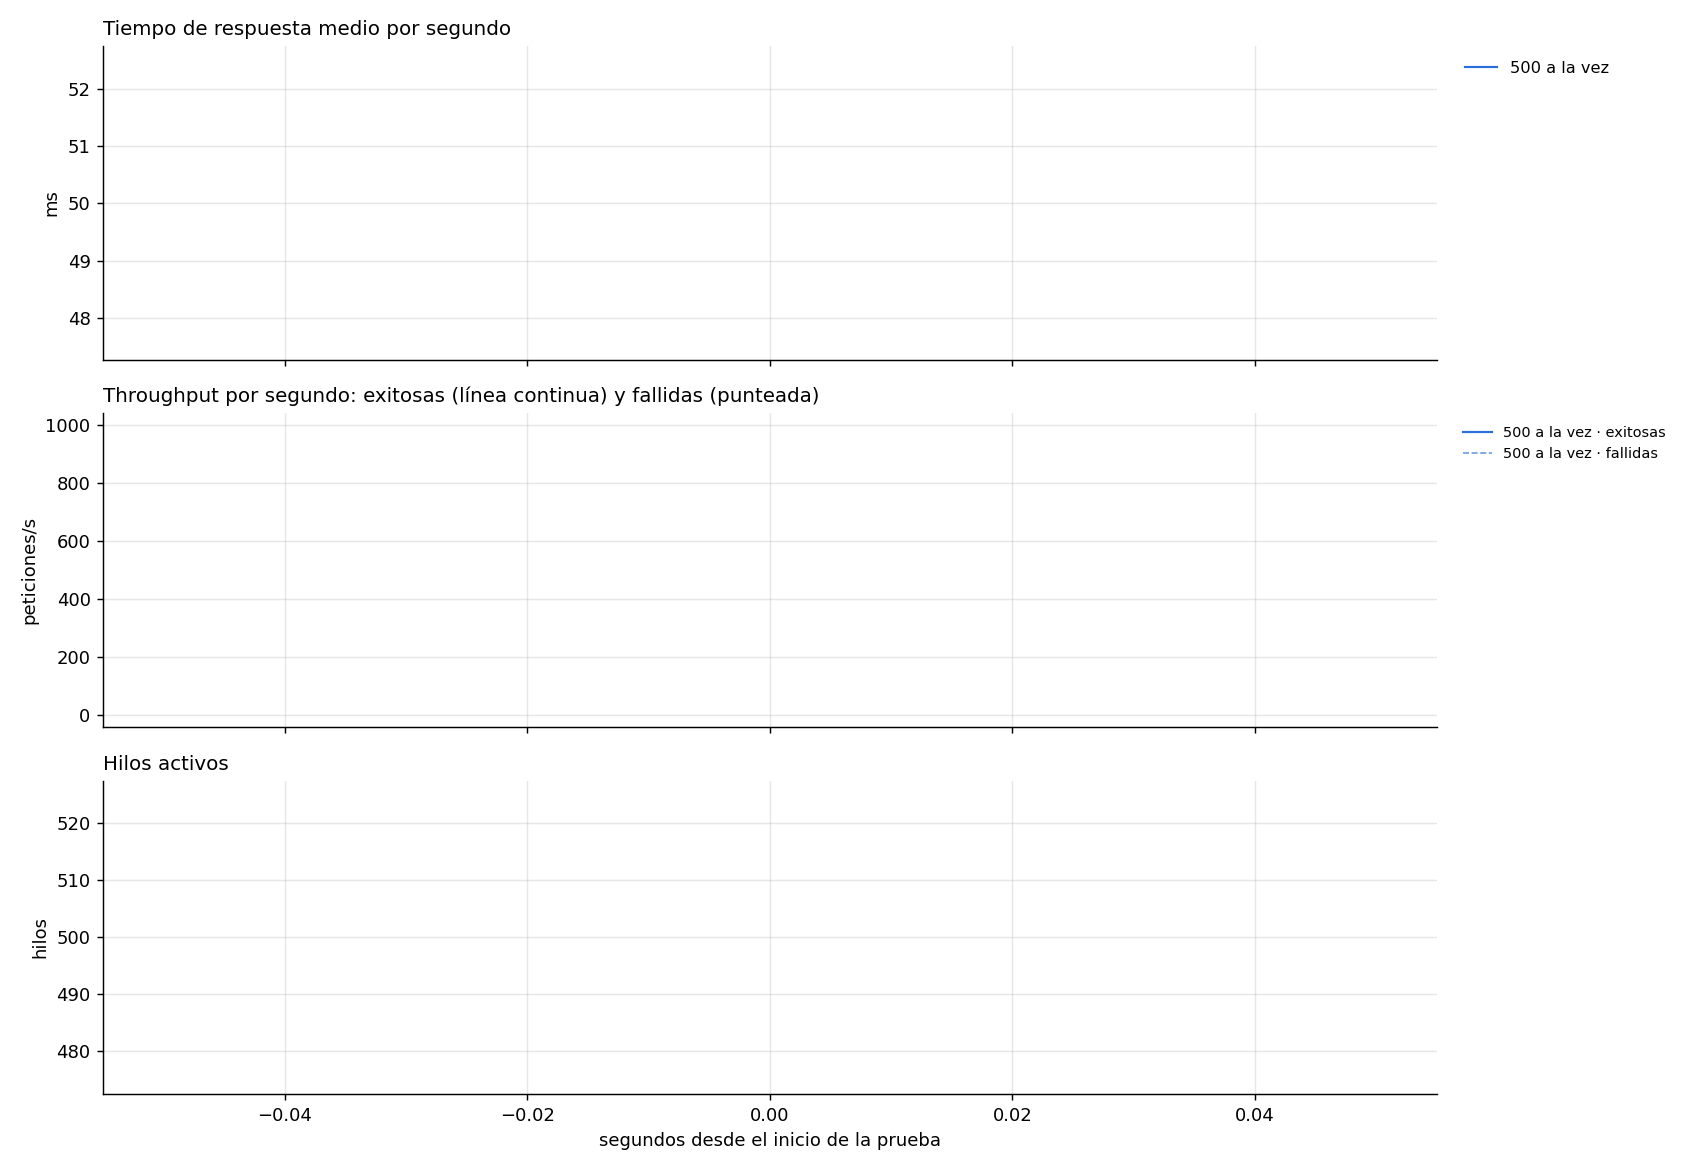 Tiempo de respuesta medio por segundo
52
51
50
49
48
ms
500 a la vez
Throughput por segundo: exitosas (línea continua) y fallidas (punteada)
1000
800
600
400
200
0
peticiones/s
500 a la vez · exitosas
500 a la vez · fallidas
Hilos activos
520
510
500
490
480
hilos
−0.04 −0.02 0.00 0.02 0.04
segundos desde el inicio de la prueba